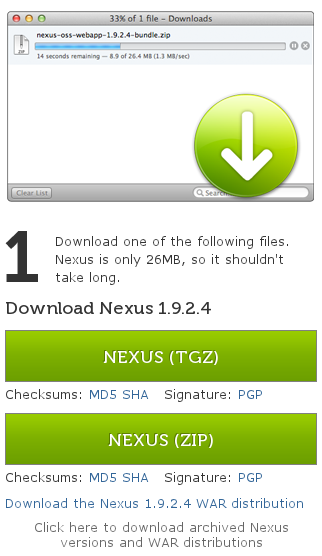 33% of 1 file – Downloads
nexus-oss-webapp-1.9.2.4-bundle.zip
ZIP
14 seconds remaining — 8.9 of 26.4 MB (1.3 MB/sec)
Clear List
Sear
1
Download one of the following files.
Nexus is only 26MB, so it shouldn't
take long.
Download Nexus 1.9.2.4
NEXUS (TGZ)
Checksums: MD5 SHA Signature: PGP
NEXUS (ZIP)
Checksums: MD5 SHA Signature: PGP
Download the Nexus 1.9.2.4 WAR distribution
Click here to download archived Nexus
versions and WAR distributions